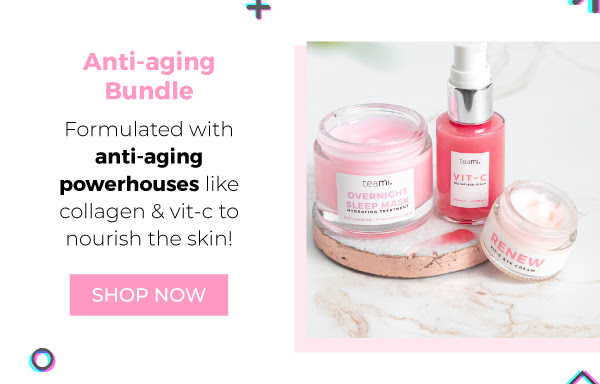 Anti-aging
Bundle
Formulated with
anti-aging
powerhouses like
collagen & vit-c to
nourish the skin!
SHOP NOW
teami.
OVERNIGHT
SLEEP MASK
HYDRATION TREATMENT
teami.
VIT-C
RENEW
VIT-C EYE CREAM